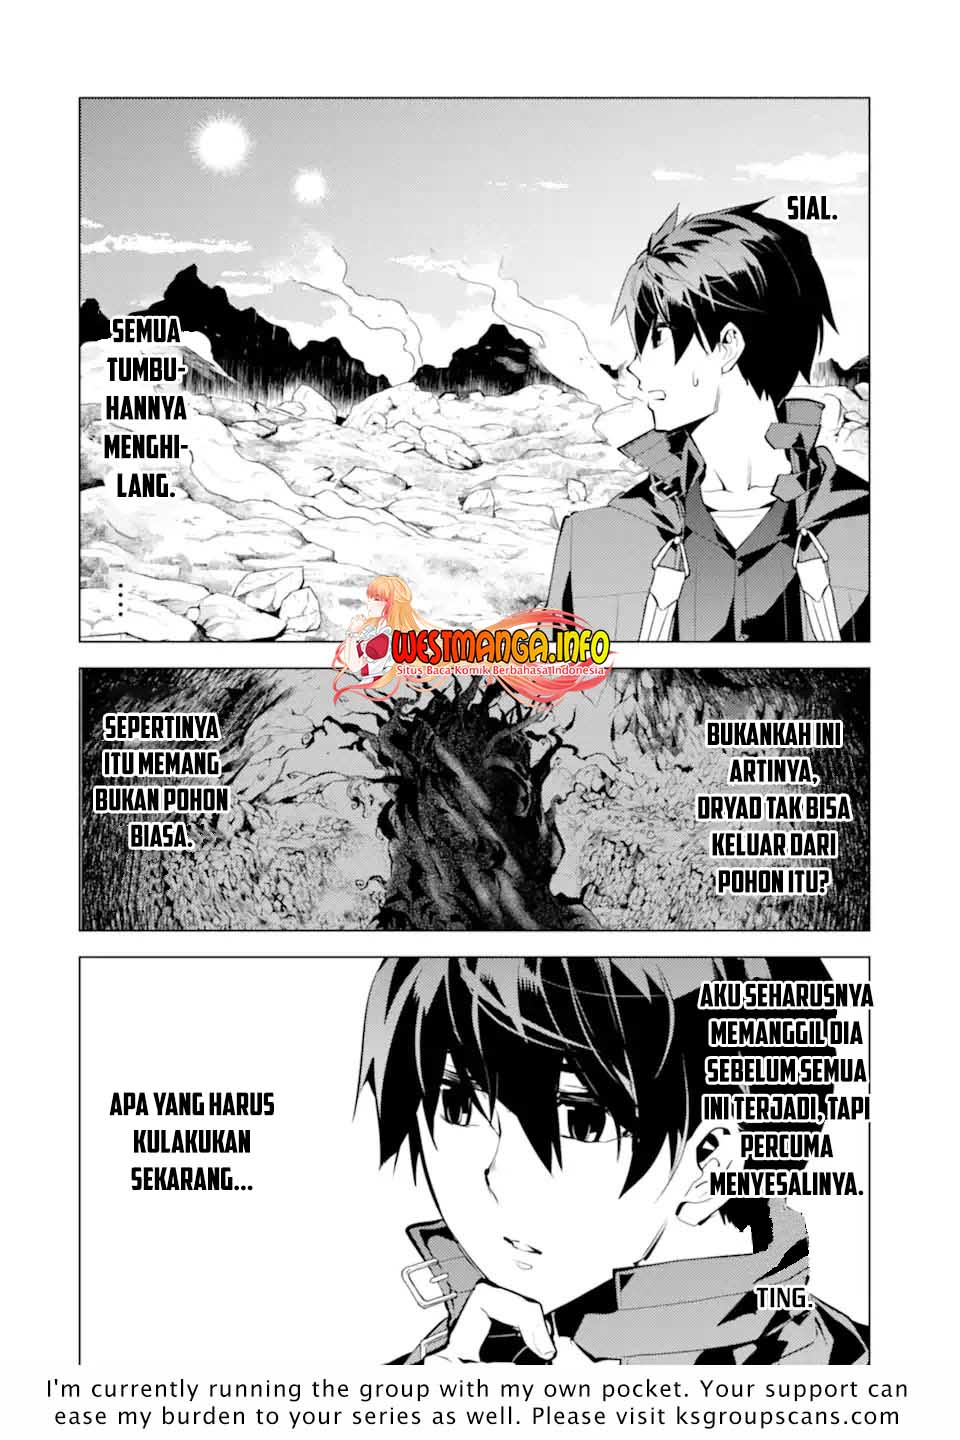 SIAL.
SEMUA
TUMBU-
HANNYA
MENGHI-
LANG.
WESTMANGA.INFO
Situs Baca Komik Berbahasa Indonesia
BUKANKAH INI
ARTINYA,
DRYAD TAK BISA
KELUAR DARI
POHON ITU?
SEPERTINYA
ITU MEMANG
BUKAN POHON
BIASA.
AKU SEHARUSNYA
MEMANGGIL DIA
SEBELUM SEMUA
INI TERJADI, TAPI
PERCUMA
MENYESALINYA.
APA YANG HARUS
KULAKUKAN
SEKARANG...
TING.
I'm currently running the group with my own pocket. Your support can
ease my burden to your series as well. Please visit ksgroupscans.com